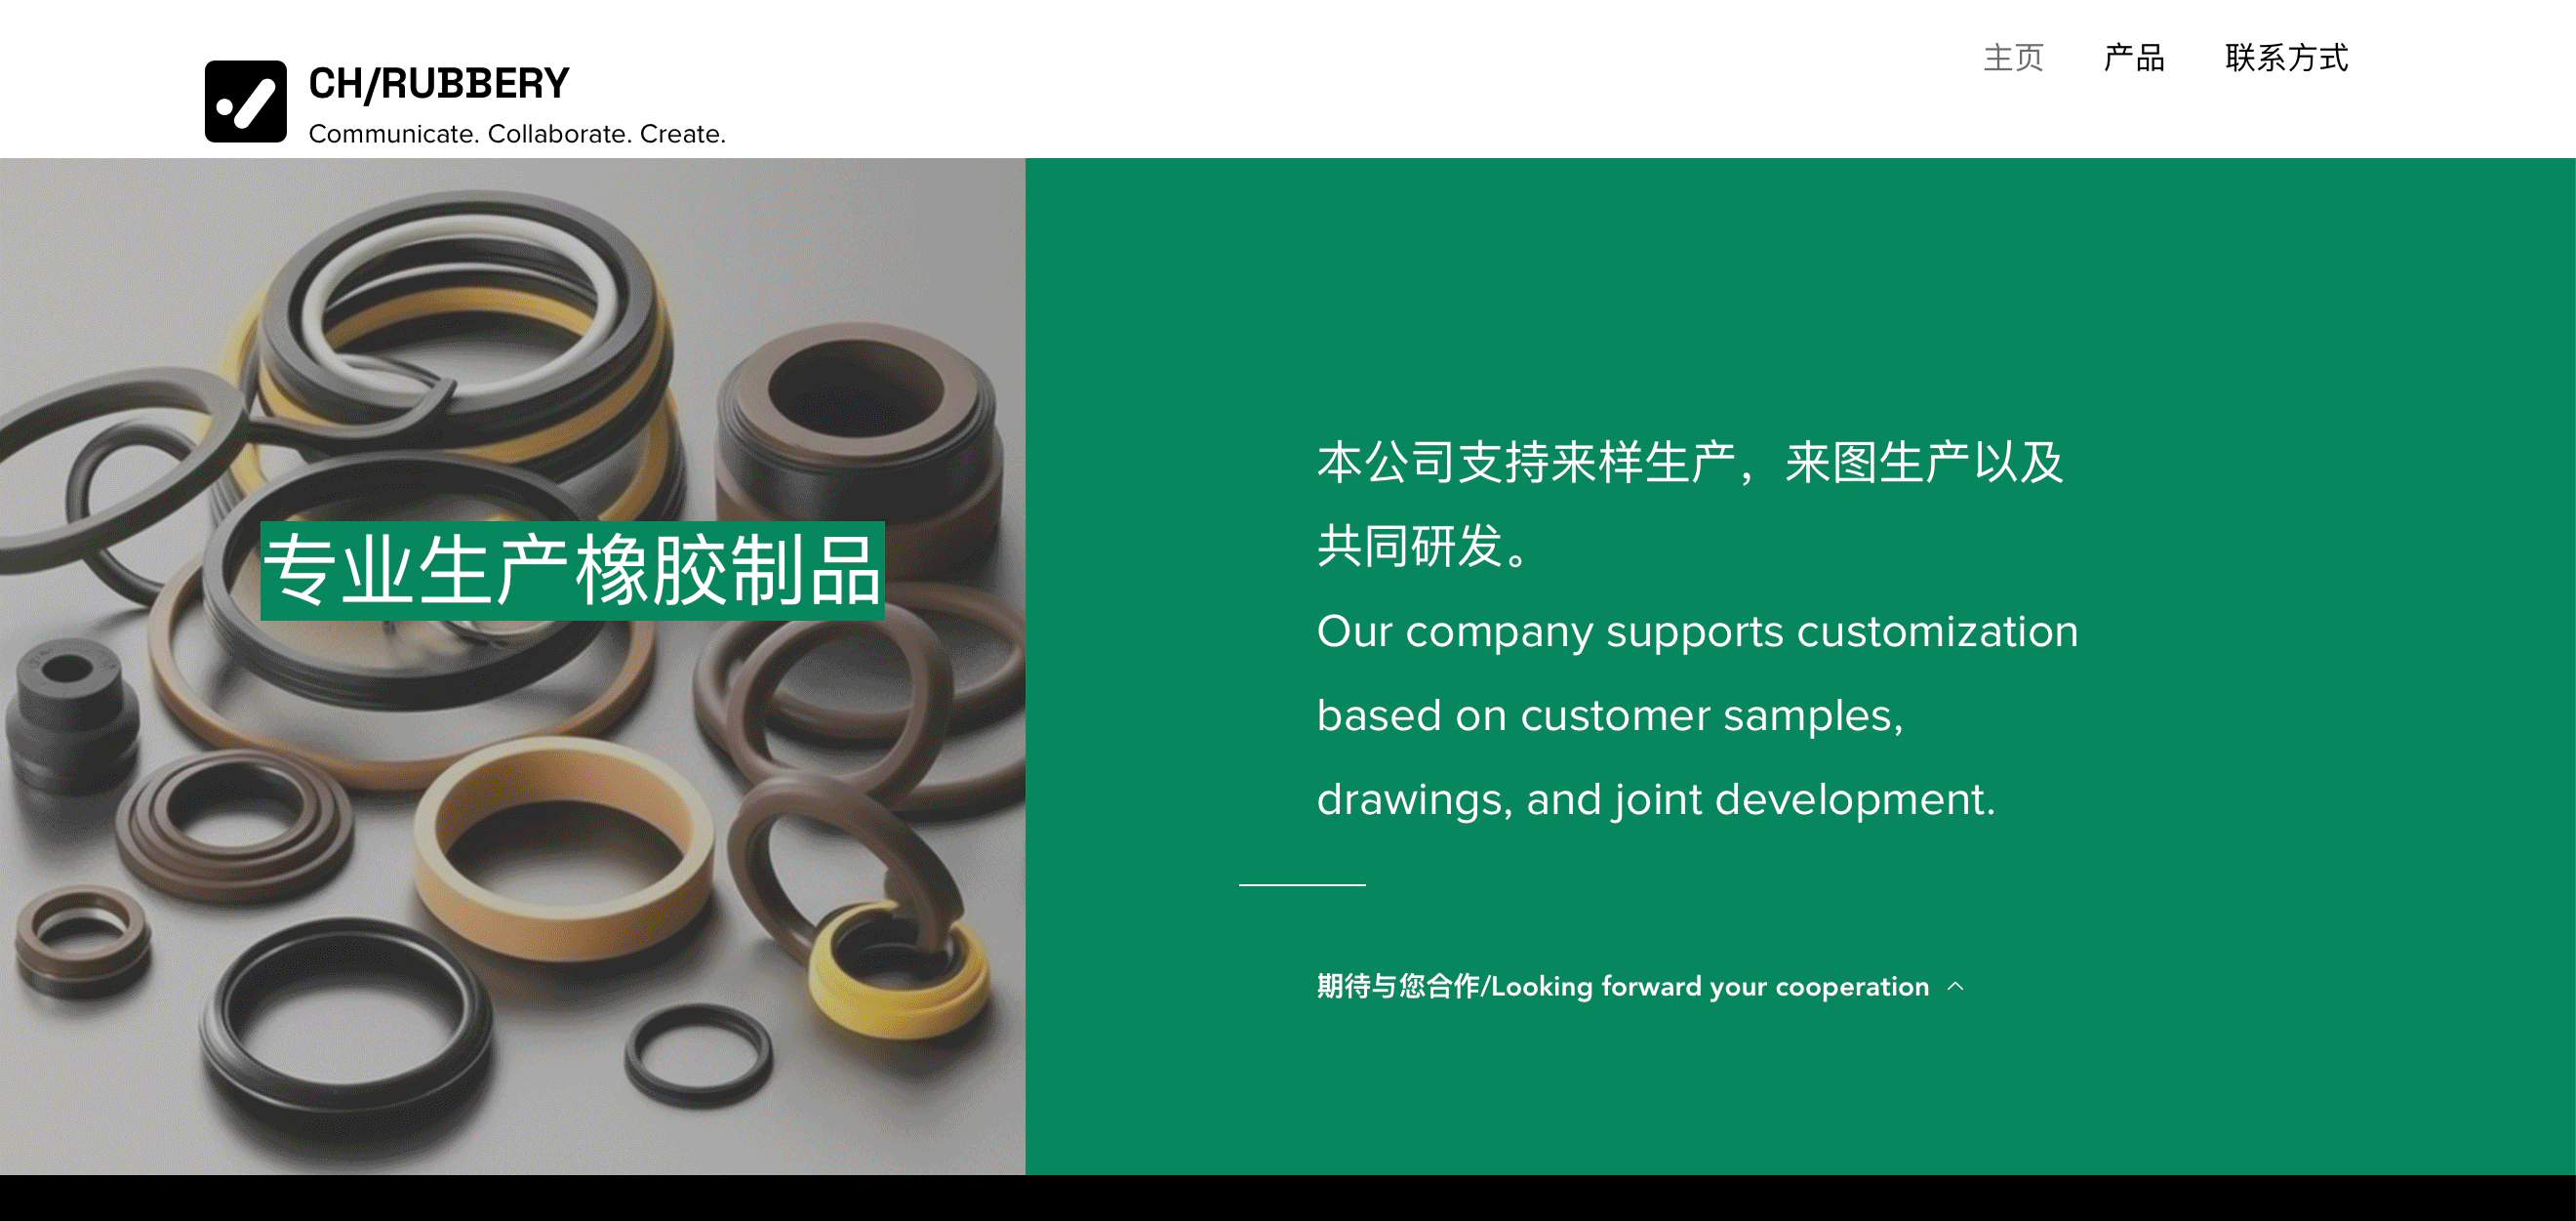 CH/RUBBERY
Communicate. Collaborate. Create.
主页
产品
联系方式
专业生产橡胶制品
本公司支持来样生产，来图生产以及
共同研发。
Our company supports customization
based on customer samples,
drawings, and joint development.
期待与您合作/Looking forward your cooperation